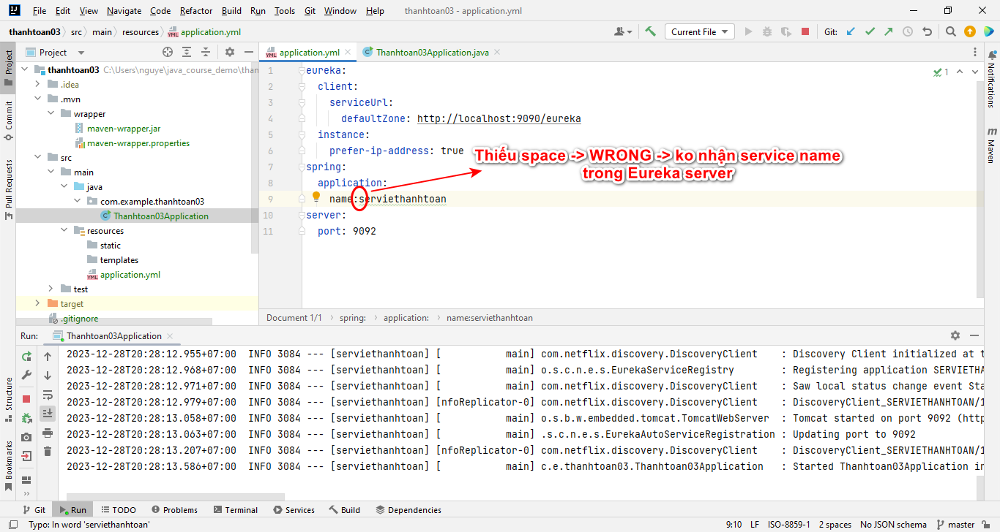 File Edit View Navigate Code Refactor Build Run Tools Git Window Help thanhtoan03 - application.yml
thanhtoan03 src main resources application.yml Current File Git:
Project
application.yml Thanhtoan03Application.java
thanhtoan03 C:\Users\nguye\java_course_demo\than
.idea
.mvn
wrapper
maven-wrapper.jar
maven-wrapper.properties
src
main
java
com.example.thanhtoan03
Thanhtoan03Application
resources
static
templates
application.yml
test
target
.gitignore
1 eureka:
2 client:
3 serviceUrl:
4 defaultZone: http://localhost:9090/eureka
5 instance:
6 prefer-ip-address: true
7 spring:
8 application:
9 name:serviethanhtoan
10 server:
11 port: 9092
1
Thiếu space -> WRONG -> ko nhận service name
trong Eureka server
Document 1/1 spring: application: name:serviethanhtoan
Project
Commit
Pull Requests
Structure
Bookmarks
Notifications
Maven
Run: Thanhtoan03Application
2023-12-28T20:28:12.955+07:00 INFO 3084 --- [serviethanhtoan] [ main] com.netflix.discovery.DiscoveryClient : Discovery Client initialized at t
2023-12-28T20:28:12.968+07:00 INFO 3084 --- [serviethanhtoan] [ main] o.s.c.n.e.s.EurekaServiceRegistry : Registering application SERVIETHA
2023-12-28T20:28:12.971+07:00 INFO 3084 --- [serviethanhtoan] [ main] com.netflix.discovery.DiscoveryClient : Saw local status change event Sta
2023-12-28T20:28:12.979+07:00 INFO 3084 --- [serviethanhtoan] [nfoReplicator-0] com.netflix.discovery.DiscoveryClient : DiscoveryClient_SERVIETHANHTOAN/1
2023-12-28T20:28:13.058+07:00 INFO 3084 --- [serviethanhtoan] [ main] o.s.b.w.embedded.tomcat.TomcatWebServer : Tomcat started on port 9092 (http
2023-12-28T20:28:13.063+07:00 INFO 3084 --- [serviethanhtoan] [ main] .s.c.n.e.s.EurekaAutoServiceRegistration : Updating port to 9092
2023-12-28T20:28:13.207+07:00 INFO 3084 --- [serviethanhtoan] [nfoReplicator-0] com.netflix.discovery.DiscoveryClient : DiscoveryClient_SERVIETHANHTOAN/1
2023-12-28T20:28:13.586+07:00 INFO 3084 --- [serviethanhtoan] [ main] c.e.thanhtoan03.Thanhtoan03Application : Started Thanhtoan03Application in
Git Run TODO Problems Terminal Services Build Dependencies
Typo: In word 'serviethanhtoan' 9:10 LF ISO-8859-1 2 spaces No JSON schema master